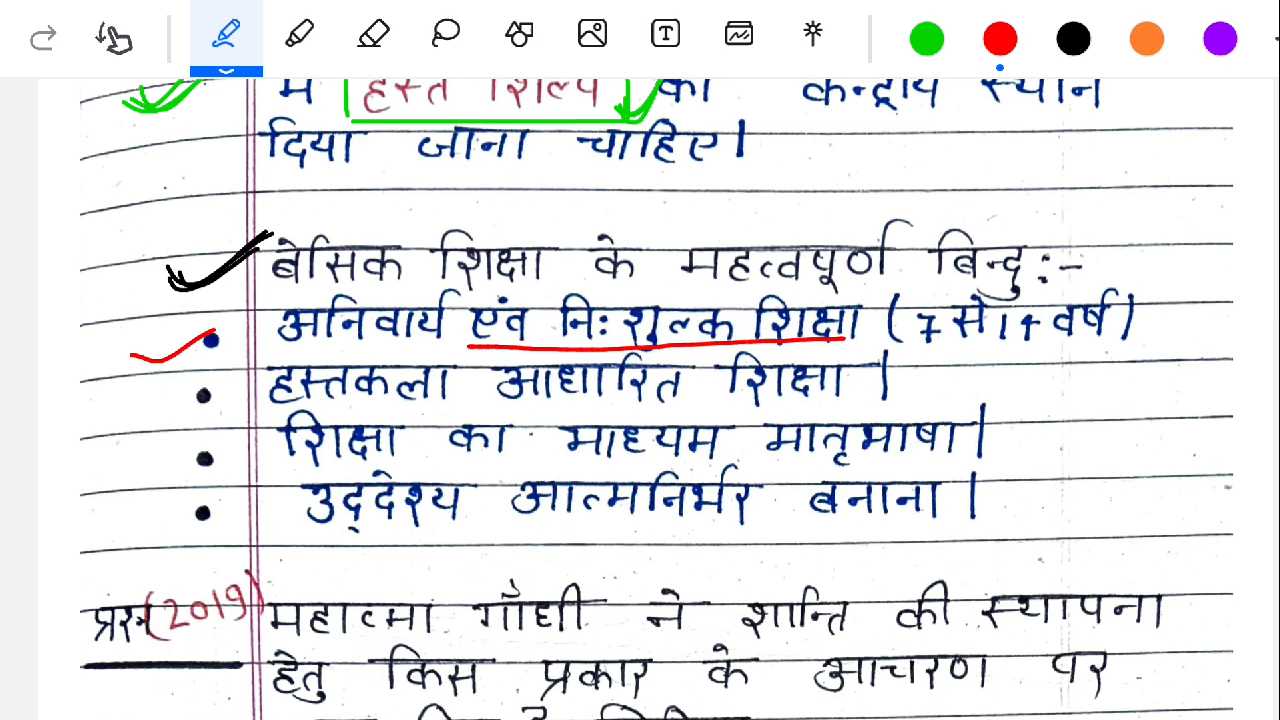 में हस्त शिल्प को केन्द्रीय स्थान
दिया जाना चाहिए।
बेसिक शिक्षा के महत्वपूर्ण बिन्दु:-
• अनिवार्य एंव नि: शुल्क शिक्षा (7 से 14 वर्ष)
• हस्तकला आधारित शिक्षा।
• शिक्षा का माध्यम मातृभाषा।
• उद्देश्य आत्मनिर्भर बनाना।
प्रश्न (2019) महात्मा गाँधी ने शान्ति की स्थापना
हेतु किस प्रकार के आचरण पर